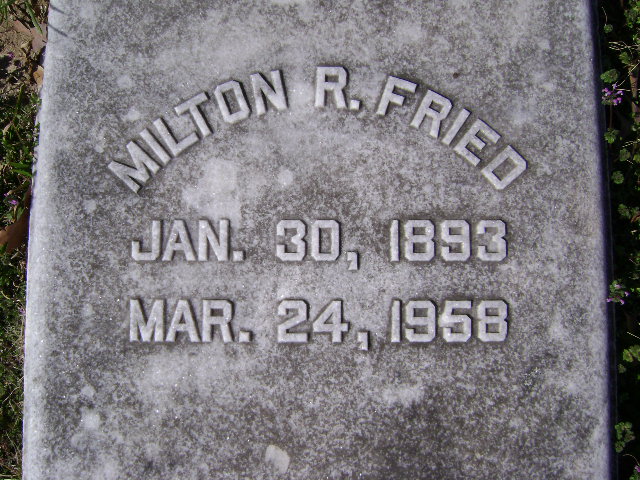 MILTON R. FRIED
JAN. 30, 1893
MAR. 24, 1958